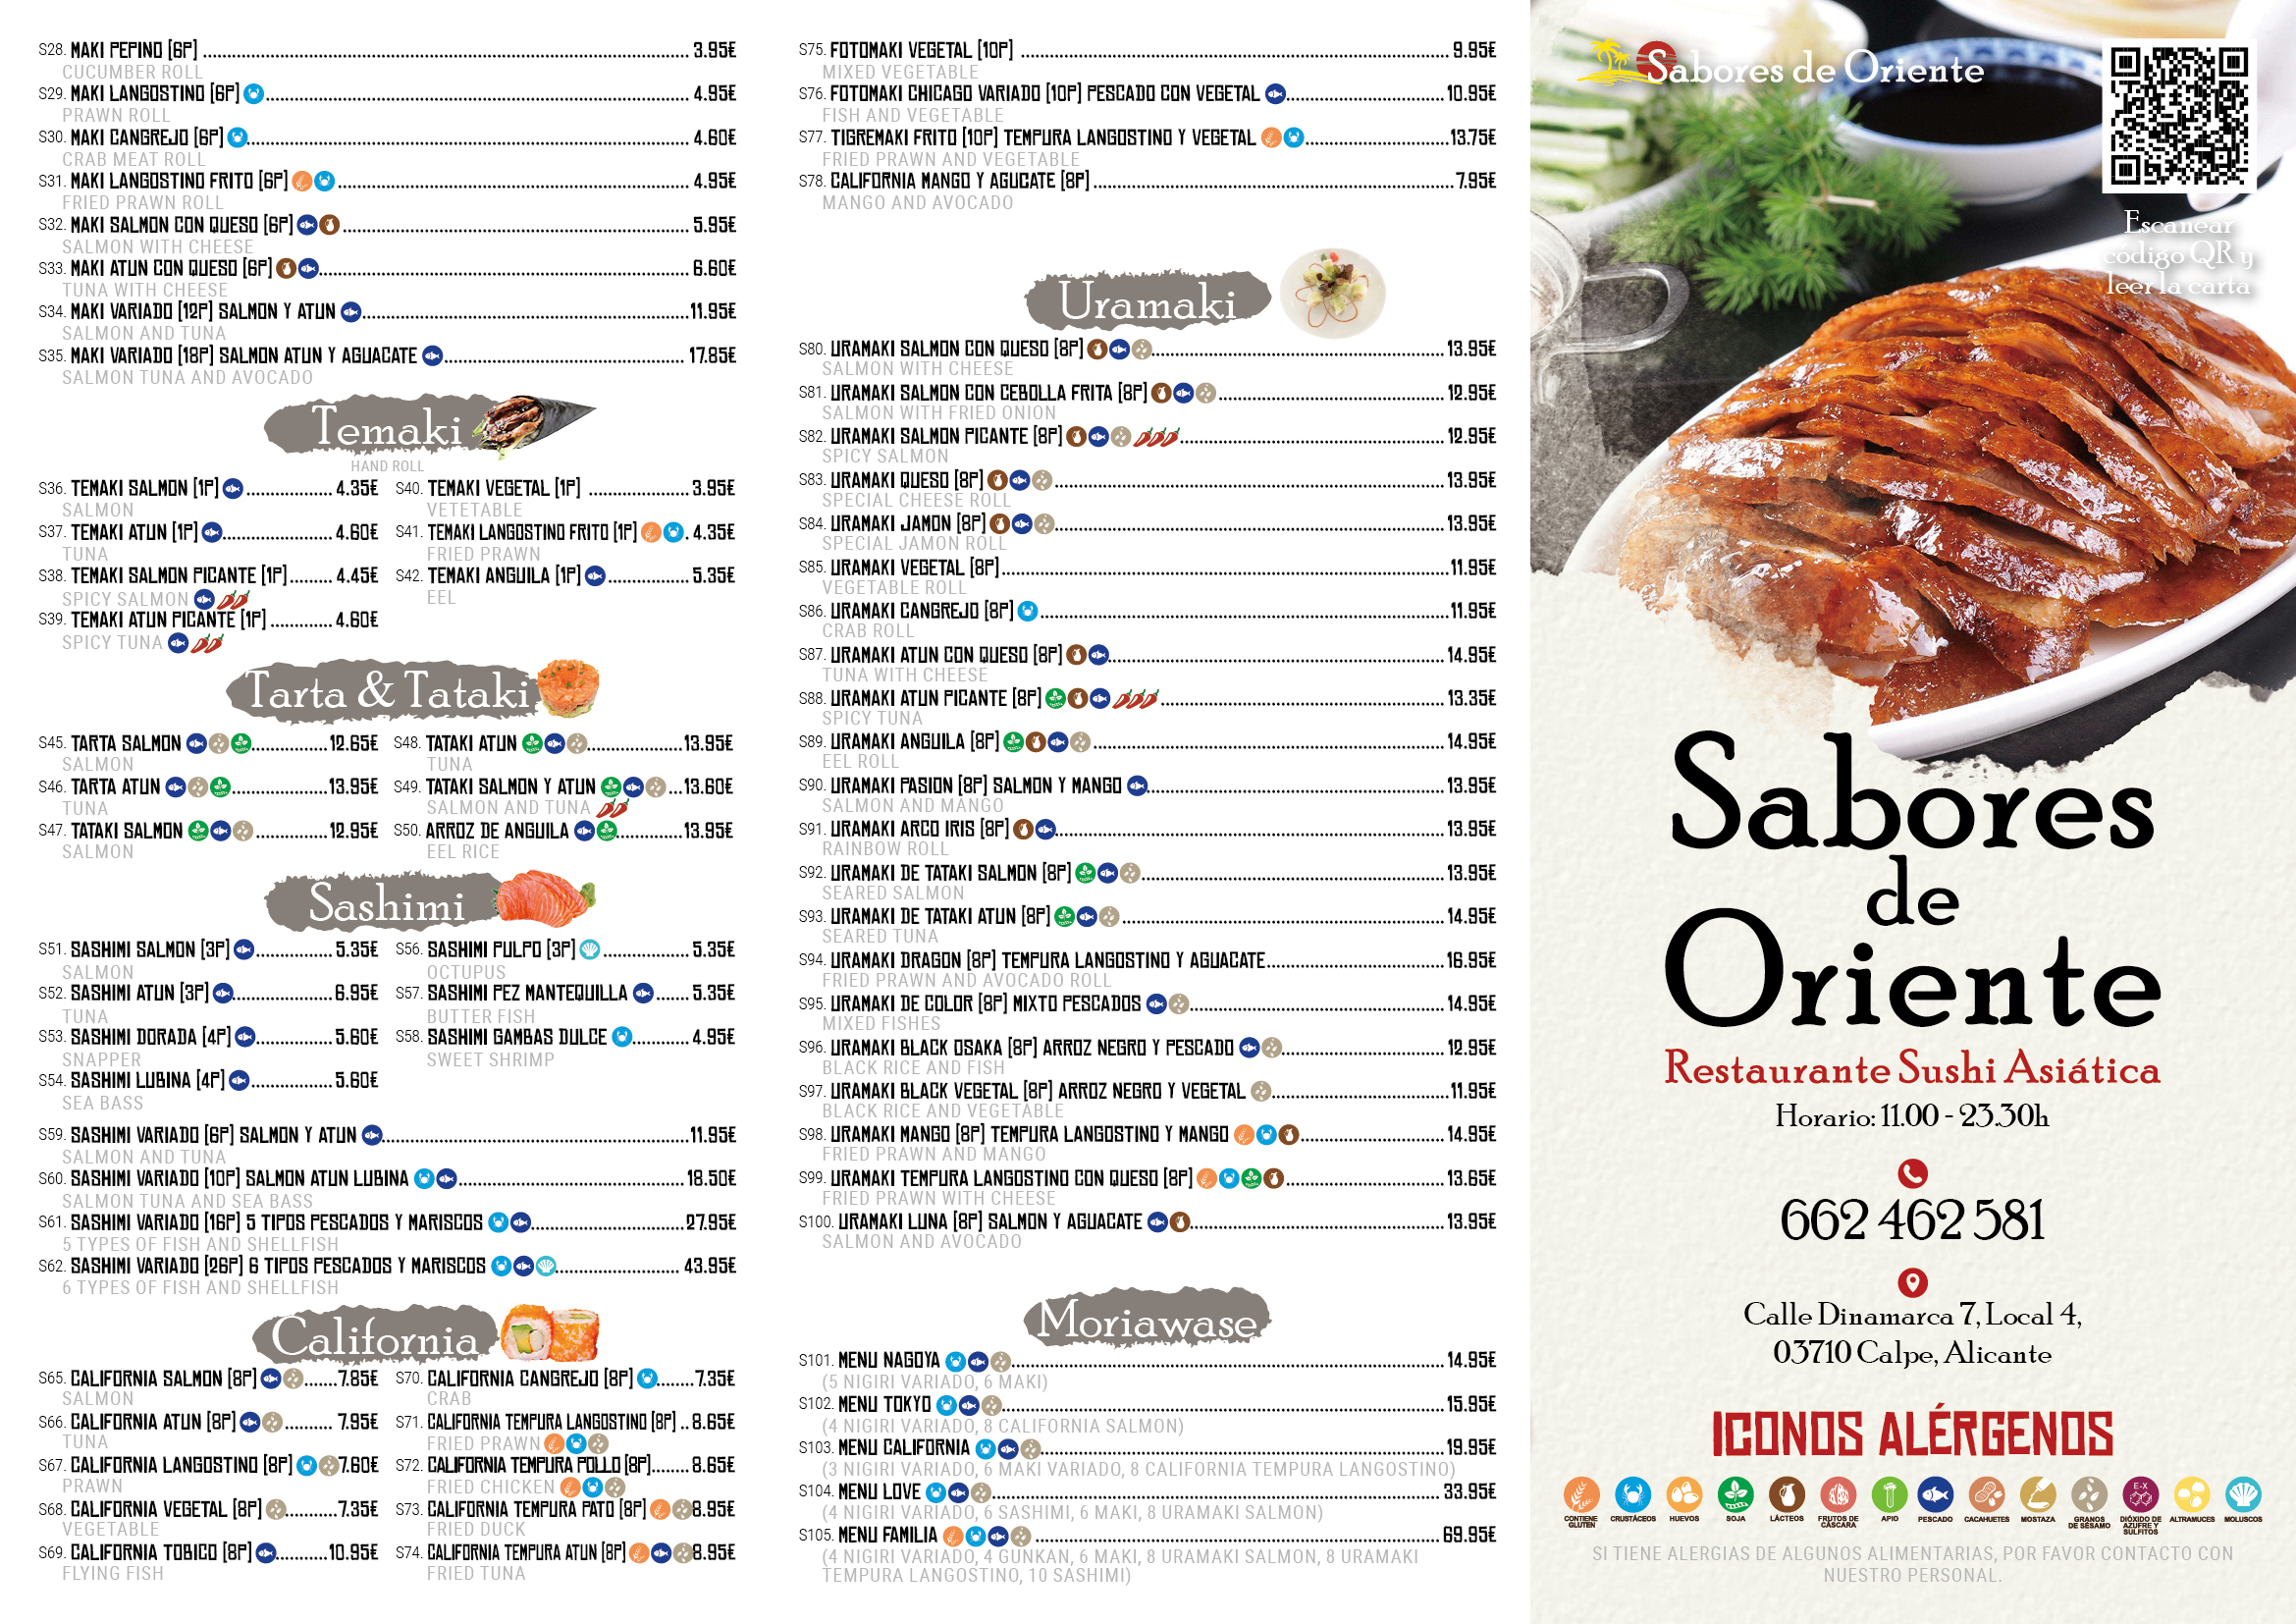 S28. MAKI PEPINO [6P] 3.95€
CUCUMBER ROLL
S29. MAKI LANGOSTINO [6P] 4.95€
PRAWN ROLL
S30. MAKI CANGREJO [6P] 4.60€
CRAB MEAT ROLL
S31. MAKI LANGOSTINO FRITO [6P] 4.95€
FRIED PRAWN ROLL
S32. MAKI SALMON CON QUESO [6P] 5.95€
SALMON WITH CHEESE
S33. MAKI ATUN CON QUESO [6P] 6.60€
TUNA WITH CHEESE
S34. MAKI VARIADO [12P] SALMON Y ATUN 11.95€
SALMON AND TUNA
S35. MAKI VARIADO [18P] SALMON ATUN Y AGUACATE 17.85€
SALMON TUNA AND AVOCADO
Temaki
HAND ROLL
S36. TEMAKI SALMON [1P] 4.35€
SALMON
S37. TEMAKI ATUN [1P] 4.60€
TUNA
S38. TEMAKI SALMON PICANTE [1P] 4.45€
SPICY SALMON
S39. TEMAKI ATUN PICANTE [1P] 4.60€
SPICY TUNA
S40. TEMAKI VEGETAL [1P] 3.95€
VETETABLE
S41. TEMAKI LANGOSTINO FRITO [1P] 4.35€
FRIED PRAWN
S42. TEMAKI ANGUILA [1P] 5.35€
EEL
Tarta & Tataki
S45. TARTA SALMON 12.65€
SALMON
S46. TARTA ATUN 13.95€
TUNA
S47. TATAKI SALMON 12.95€
SALMON
S48. TATAKI ATUN 13.95€
TUNA
S49. TATAKI SALMON Y ATUN 13.60€
SALMON AND TUNA
S50. ARROZ DE ANGUILA 13.95€
EEL RICE
Sashimi
S51. SASHIMI SALMON [3P] 5.35€
SALMON
S52. SASHIMI ATUN [3P] 6.95€
TUNA
S53. SASHIMI DORADA [4P] 5.60€
SNAPPER
S54. SASHIMI LUBINA [4P] 5.60€
SEA BASS
S56. SASHIMI PULPO [3P] 5.35€
OCTUPUS
S57. SASHIMI PEZ MANTEQUILLA 5.35€
BUTTER FISH
S58. SASHIMI GAMBAS DULCE 4.95€
SWEET SHRIMP
S59. SASHIMI VARIADO [6P] SALMON Y ATUN 11.95€
SALMON AND TUNA
S60. SASHIMI VARIADO [10P] SALMON ATUN LUBINA 18.50€
SALMON TUNA AND SEA BASS
S61. SASHIMI VARIADO [16P] 5 TIPOS PESCADOS Y MARISCOS 27.95€
5 TYPES OF FISH AND SHELLFISH
S62. SASHIMI VARIADO [26P] 6 TIPOS PESCADOS Y MARISCOS 43.95€
6 TYPES OF FISH AND SHELLFISH
California
S65. CALIFORNIA SALMON [8P] 7.85€
SALMON
S66. CALIFORNIA ATUN [8P] 7.95€
TUNA
S67. CALIFORNIA LANGOSTINO [8P] 7.60€
PRAWN
S68. CALIFORNIA VEGETAL [8P] 7.35€
VEGETABLE
S69. CALIFORNIA TOBICO [8P] 10.95€
FLYING FISH
S70. CALIFORNIA CANGREJO [8P] 7.35€
CRAB
S71. CALIFORNIA TEMPURA LANGOSTINO [8P] 8.65€
FRIED PRAWN
S72. CALIFORNIA TEMPURA POLLO [8P] 8.65€
FRIED CHICKEN
S73. CALIFORNIA TEMPURA PATO [8P] 8.95€
FRIED DUCK
S74. CALIFORNIA TEMPURA ATUN [8P] 8.95€
FRIED TUNA
S75. FOTOMAKI VEGETAL [10P] 9.95€
MIXED VEGETABLE
S76. FOTOMAKI CHICAGO VARIADO [10P] PESCADO CON VEGETAL 10.95€
FISH AND VEGETABLE
S77. TIGREMAKI FRITO [10P] TEMPURA LANGOSTINO Y VEGETAL 13.75€
FRIED PRAWN AND VEGETABLE
S78. CALIFORNIA MANGO Y AGUCATE [8P] 7.95€
MANGO AND AVOCADO
Uramaki
S80. URAMAKI SALMON CON QUESO [8P] 13.95€
SALMON WITH CHEESE
S81. URAMAKI SALMON CON CEBOLLA FRITA [8P] 12.95€
SALMON WITH FRIED ONION
S82. URAMAKI SALMON PICANTE [8P] 12.95€
SPICY SALMON
S83. URAMAKI QUESO [8P] 13.95€
SPECIAL CHEESE ROLL
S84. URAMAKI JAMON [8P] 13.95€
SPECIAL JAMON ROLL
S85. URAMAKI VEGETAL [8P] 11.95€
VEGETABLE ROLL
S86. URAMAKI CANGREJO [8P] 11.95€
CRAB ROLL
S87. URAMAKI ATUN CON QUESO [8P] 14.95€
TUNA WITH CHEESE
S88. URAMAKI ATUN PICANTE [8P] 13.35€
SPICY TUNA
S89. URAMAKI ANGUILA [8P] 14.95€
EEL ROLL
S90. URAMAKI PASION [8P] SALMON Y MANGO 13.95€
SALMON AND MANGO
S91. URAMAKI ARCO IRIS [8P] 13.95€
RAINBOW ROLL
S92. URAMAKI DE TATAKI SALMON [8P] 13.95€
SEARED SALMON
S93. URAMAKI DE TATAKI ATUN [8P] 14.95€
SEARED TUNA
S94. URAMAKI DRAGON [8P] TEMPURA LANGOSTINO Y AGUACATE 16.95€
FRIED PRAWN AND AVOCADO ROLL
S95. URAMAKI DE COLOR [8P] MIXTO PESCADOS 14.95€
MIXED FISHES
S96. URAMAKI BLACK OSAKA [8P] ARROZ NEGRO Y PESCADO 12.95€
BLACK RICE AND FISH
S97. URAMAKI BLACK VEGETAL [8P] ARROZ NEGRO Y VEGETAL 11.95€
BLACK RICE AND VEGETABLE
S98. URAMAKI MANGO [8P] TEMPURA LANGOSTINO Y MANGO 14.95€
FRIED PRAWN AND MANGO
S99. URAMAKI TEMPURA LANGOSTINO CON QUESO [8P] 13.65€
FRIED PRAWN WITH CHEESE
S100. URAMAKI LUNA [8P] SALMON Y AGUACATE 13.95€
SALMON AND AVOCADO
Moriawase
S101. MENU NAGOYA 14.95€
(5 NIGIRI VARIADO, 6 MAKI)
S102. MENU TOKYO 15.95€
(4 NIGIRI VARIADO, 8 CALIFORNIA SALMON)
S103. MENU CALIFORNIA 19.95€
(3 NIGIRI VARIADO, 6 MAKI VARIADO, 8 CALIFORNIA TEMPURA LANGOSTINO)
S104. MENU LOVE 33.95€
(4 NIGIRI VARIADO, 6 SASHIMI, 6 MAKI, 8 URAMAKI SALMON)
S105. MENU FAMILIA 69.95€
(4 NIGIRI VARIADO, 4 GUNKAN, 6 MAKI, 8 URAMAKI SALMON, 8 URAMAKI
TEMPURA LANGOSTINO, 10 SASHIMI)
Sabores de Oriente
Escanear
código QR y
leer la carta
Sabores
de
Oriente
Restaurante Sushi Asiática
Horario: 11.00 - 23.30h
662 462 581
Calle Dinamarca 7, Local 4,
03710 Calpe, Alicante
ICONOS ALÉRGENOS
CONTIENE GLUTEN
CRUSTÁCEOS
HUEVOS
SOJA
LÁCTEOS
FRUTOS DE CÁSCARA
APIO
PESCADO
CACAHUETES
MOSTAZA
GRANOS DE SÉSAMO
E-X
DIÓXIDO DE AZUFRE Y SULFITOS
ALTRAMUCES
MOLUSCOS
SI TIENE ALERGIAS DE ALGUNOS ALIMENTARIAS, POR FAVOR CONTACTO CON
NUESTRO PERSONAL.